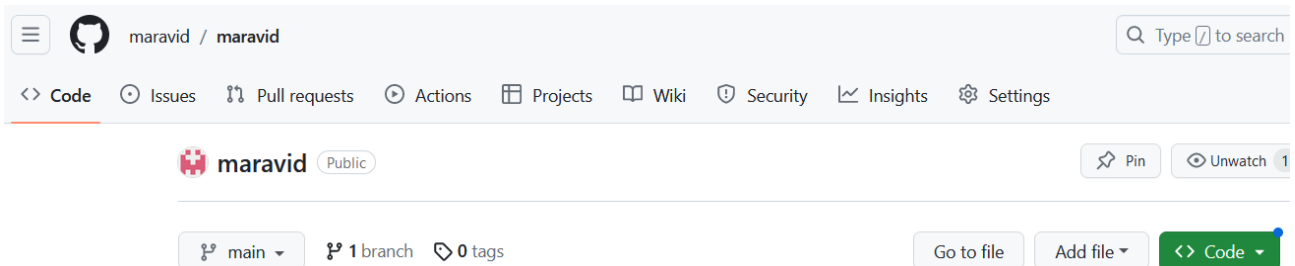 maravid / maravid
Type / to search
Code Issues Pull requests Actions Projects Wiki Security Insights Settings
maravid Public
Pin Unwatch 1
main 1 branch 0 tags
Go to file Add file Code